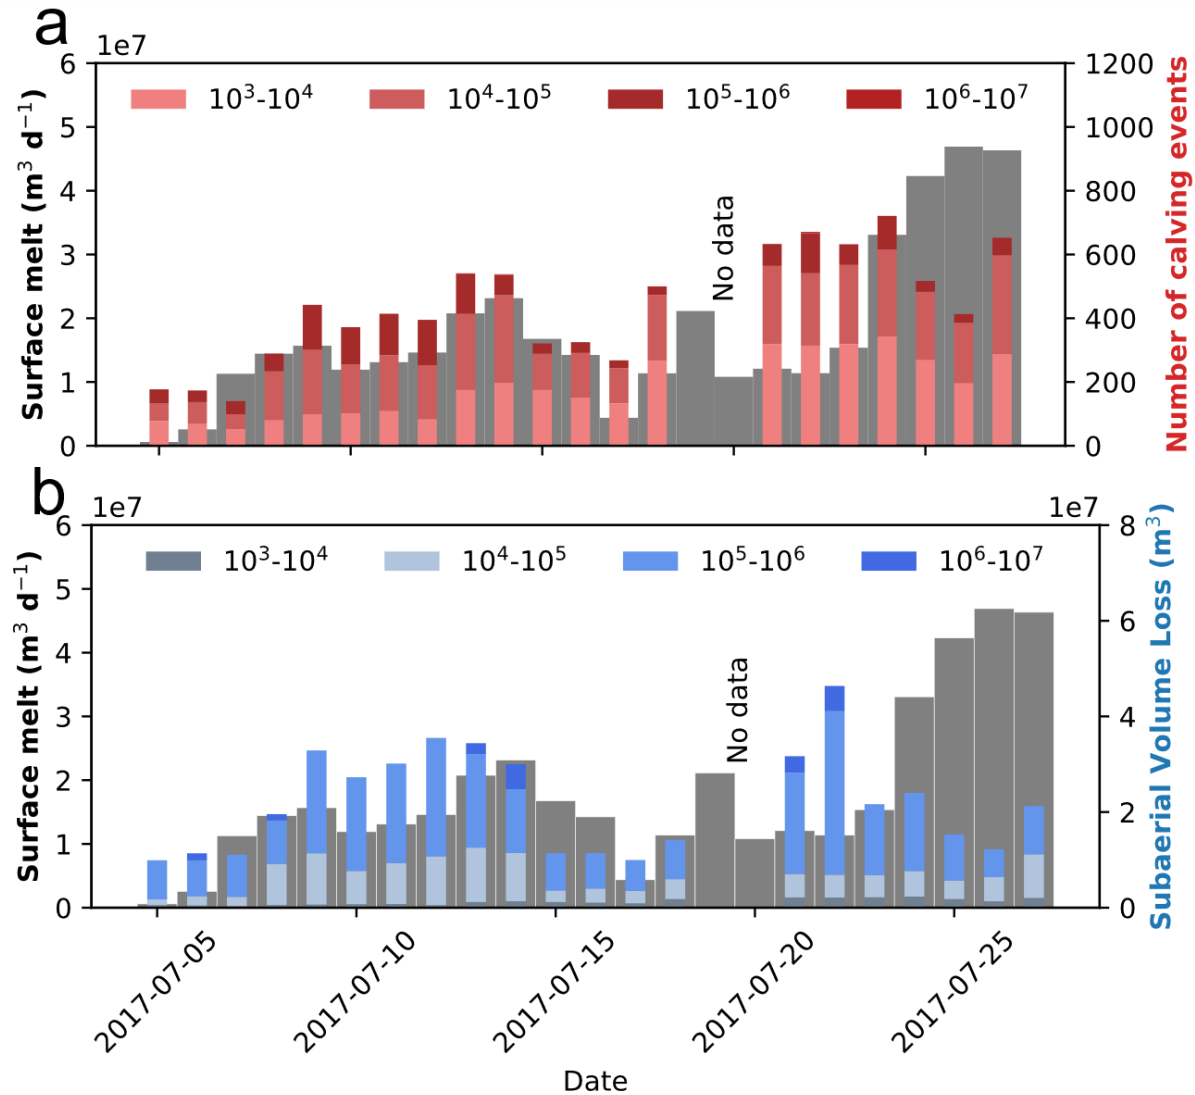 a
1e7
10³-10⁴ 10⁴-10⁵ 10⁵-10⁶ 10⁶-10⁷
Surface melt (m³ d⁻¹)
6
5
4
3
2
1
0
No data
1200
1000
800
600
400
200
0
Number of calving events
b
1e7
1e7
10³-10⁴ 10⁴-10⁵ 10⁵-10⁶ 10⁶-10⁷
Surface melt (m³ d⁻¹)
6
5
4
3
2
1
0
No data
8
6
4
2
0
Subaerial Volume Loss (m³)
2017-07-05
2017-07-10
2017-07-15
2017-07-20
2017-07-25
Date